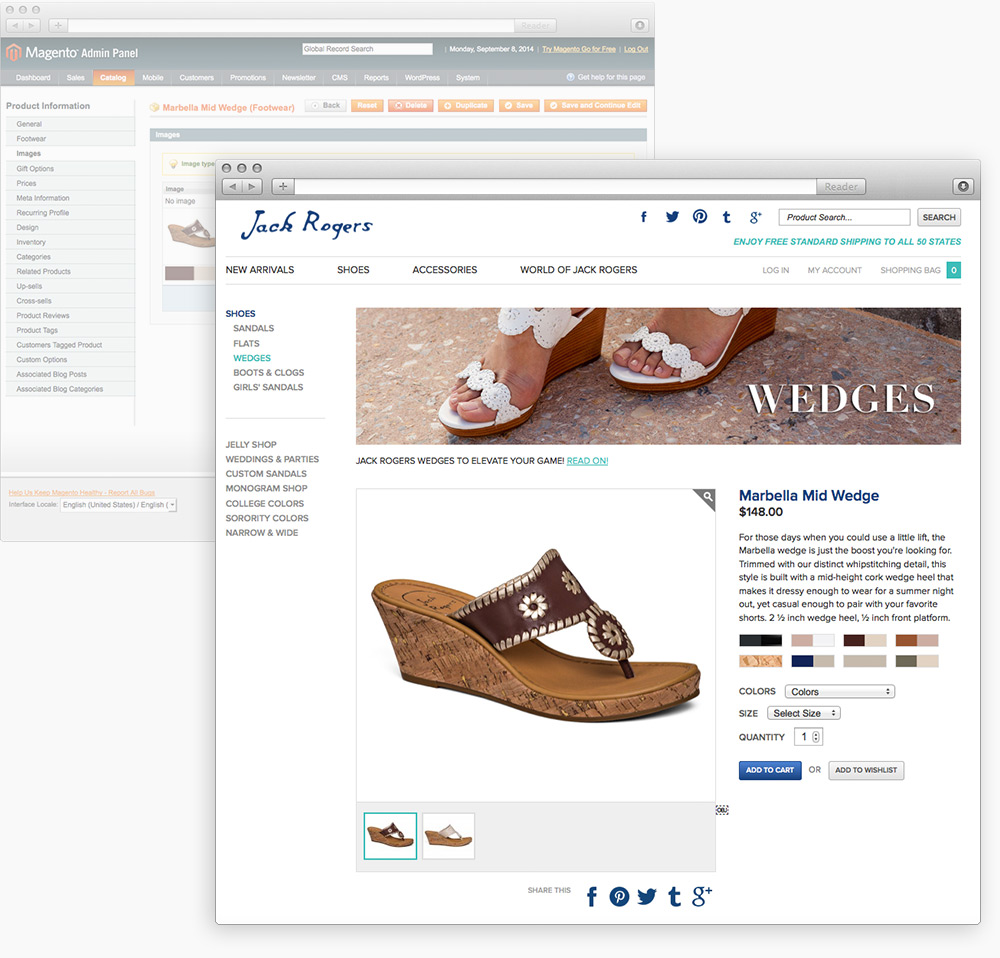 Reader
Magento Admin Panel
Global Record Search
Monday, September 8, 2014 | Try Magento Go for Free | Log Out
Dashboard Sales Catalog Mobile Customers Promotions Newsletter CMS Reports WordPress System
Get help for this page
Product Information
General
Footwear
Images
Gift Options
Prices
Meta Information
Recurring Profile
Design
Inventory
Categories
Related Products
Up-sells
Cross-sells
Product Reviews
Product Tags
Customers Tagged Product
Custom Options
Associated Blog Posts
Associated Blog Categories
Marbella Mid Wedge (Footwear)
Back Reset Delete Duplicate Save Save and Continue Edit
Images
Image type
Image
No image
Help Us Keep Magento Healthy - Report All Bugs
Interface Locale: English (United States) / English (
Reader
Jack Rogers
Product Search...
SEARCH
ENJOY FREE STANDARD SHIPPING TO ALL 50 STATES
NEW ARRIVALS SHOES ACCESSORIES WORLD OF JACK ROGERS
LOG IN MY ACCOUNT SHOPPING BAG 0
SHOES
SANDALS
FLATS
WEDGES
BOOTS & CLOGS
GIRLS' SANDALS
JELLY SHOP
WEDDINGS & PARTIES
CUSTOM SANDALS
MONOGRAM SHOP
COLLEGE COLORS
SORORITY COLORS
NARROW & WIDE
WEDGES
JACK ROGERS WEDGES TO ELEVATE YOUR GAME! READ ON!
Jack Rogers
Marbella Mid Wedge
$148.00
For those days when you could use a little lift, the
Marbella wedge is just the boost you're looking for.
Trimmed with our distinct whipstitching detail, this
style is built with a mid-height cork wedge heel that
makes it dressy enough to wear for a summer night
out, yet casual enough to pair with your favorite
shorts. 2 ½ inch wedge heel, ½ inch front platform.
COLORS Colors
SIZE Select Size
QUANTITY 1
ADD TO CART OR ADD TO WISHLIST
OBJ
SHARE THIS